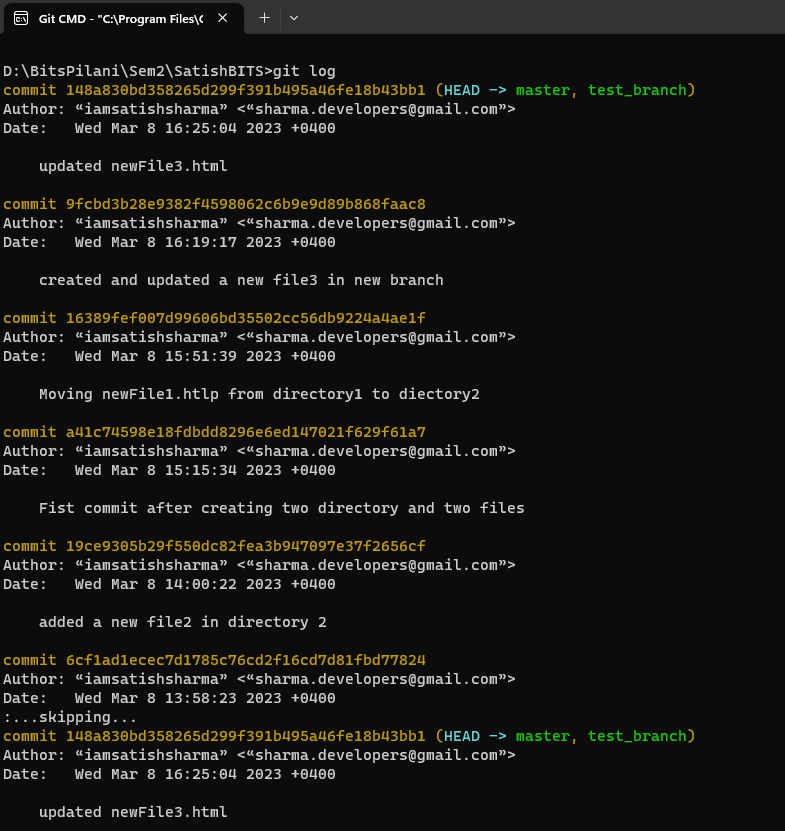 Git CMD - "C:\Program Files\G
D:\BitsPilani\Sem2\SatishBITS>git log
commit 148a830bd358265d299f391b495a46fe18b43bb1 (HEAD -> master, test_branch)
Author: “iamsatishsharma” <“sharma.developers@gmail.com”>
Date:   Wed Mar 8 16:25:04 2023 +0400
    updated newFile3.html
commit 9fcbd3b28e9382f4598062c6b9e9d89b868faac8
Author: “iamsatishsharma” <“sharma.developers@gmail.com”>
Date:   Wed Mar 8 16:19:17 2023 +0400
    created and updated a new file3 in new branch
commit 16389fef007d99606bd35502cc56db9224a4ae1f
Author: “iamsatishsharma” <“sharma.developers@gmail.com”>
Date:   Wed Mar 8 15:51:39 2023 +0400
    Moving newFile1.htlp from directory1 to diectory2
commit a41c74598e18fdbdd8296e6ed147021f629f61a7
Author: “iamsatishsharma” <“sharma.developers@gmail.com”>
Date:   Wed Mar 8 15:15:34 2023 +0400
    Fist commit after creating two directory and two files
commit 19ce9305b29f550dc82fea3b947097e37f2656cf
Author: “iamsatishsharma” <“sharma.developers@gmail.com”>
Date:   Wed Mar 8 14:00:22 2023 +0400
    added a new file2 in directory 2
commit 6cf1ad1ecec7d1785c76cd2f16cd7d81fbd77824
Author: “iamsatishsharma” <“sharma.developers@gmail.com”>
Date:   Wed Mar 8 13:58:23 2023 +0400
:...skipping...
commit 148a830bd358265d299f391b495a46fe18b43bb1 (HEAD -> master, test_branch)
Author: “iamsatishsharma” <“sharma.developers@gmail.com”>
Date:   Wed Mar 8 16:25:04 2023 +0400
    updated newFile3.html